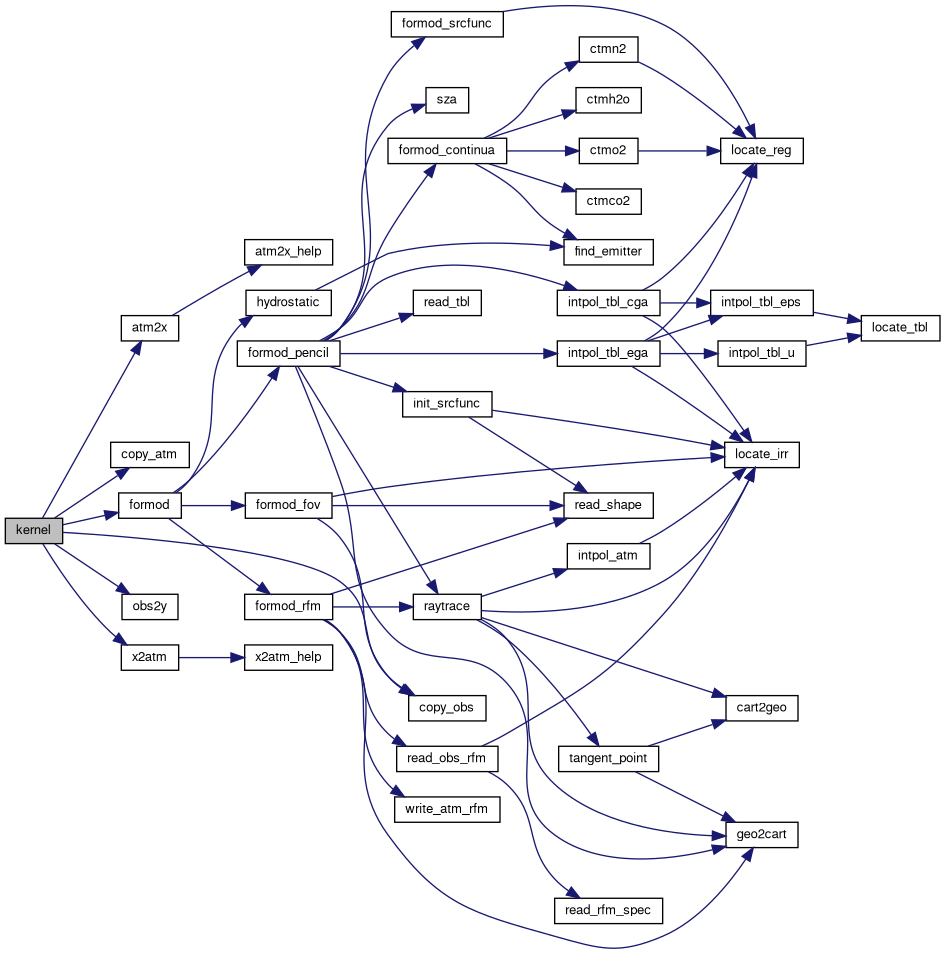 formod_srcfunc
ctmn2
sza
ctmh2o
formod_continua
ctmo2
locate_reg
ctmco2
atm2x_help
find_emitter
hydrostatic
read_tbl
intpol_tbl_cga
intpol_tbl_eps
atm2x
locate_tbl
formod_pencil
intpol_tbl_ega
intpol_tbl_u
init_srcfunc
copy_atm
locate_irr
formod
formod_fov
read_shape
kernel
intpol_atm
obs2y
formod_rfm
raytrace
x2atm
x2atm_help
copy_obs
cart2geo
read_obs_rfm
tangent_point
write_atm_rfm
geo2cart
read_rfm_spec